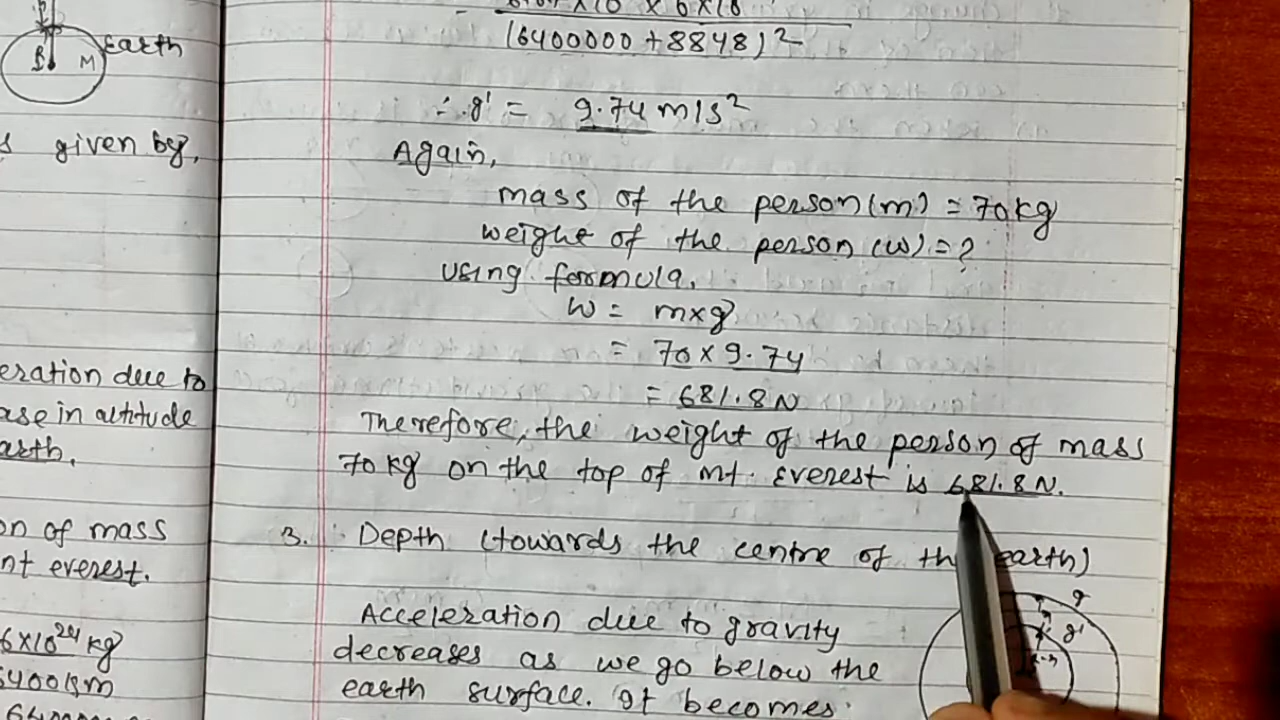 Earth
M
given by,
eration due to
ase in altitude
arth.
on of mass
nt everest.
6×10²⁴ kg
6400km
(6400000 + 8848)²
∴ g' = 9.74 m/s²
Again,
mass of the person (m) = 70kg
weight of the person (w) = ?
using formula,
w = m×g
= 70 × 9.74
= 681.8 N
Therefore, the weight of the person of mass
70 kg on the top of mt. Everest is 681.8 N.
3. Depth (towards the centre of the earth)
Acceleration due to gravity
decreases as we go below the
earth surface. It becomes
g
g'